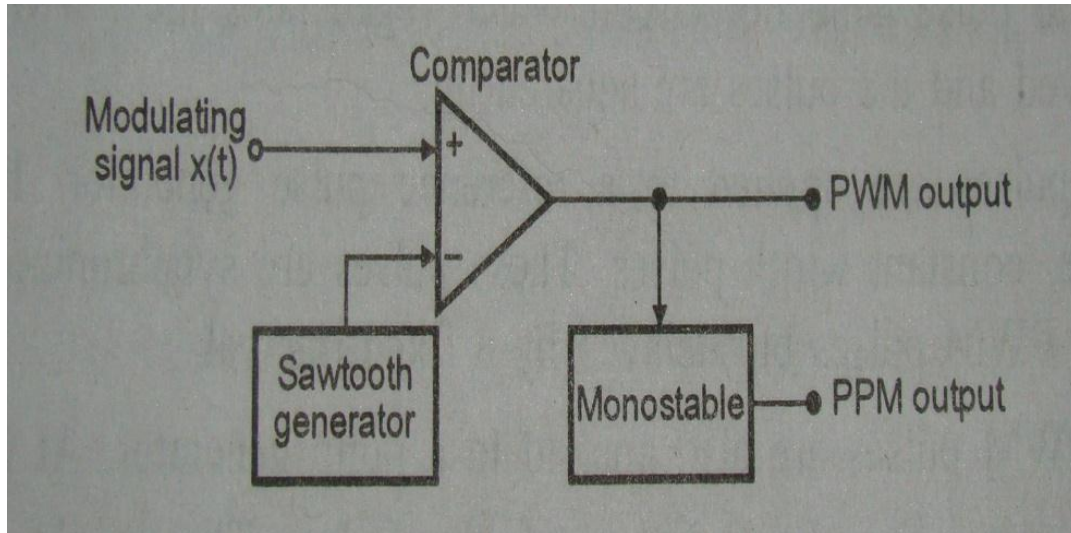 Comparator
Modulating
signal x(t)
+
−
PWM output
Sawtooth
generator
Monostable
PPM output